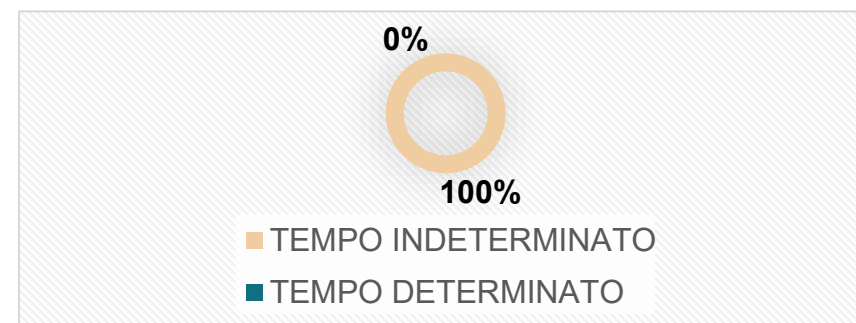 0%
100%
TEMPO INDETERMINATO
TEMPO DETERMINATO